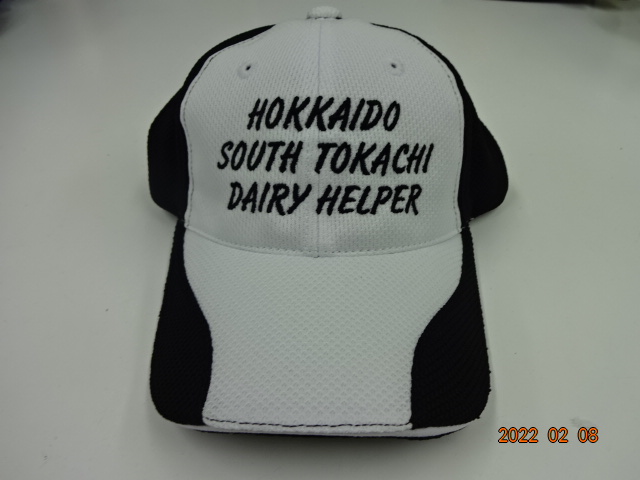 HOKKAIDO
SOUTH TOKACHI
DAIRY HELPER
2022 02 08